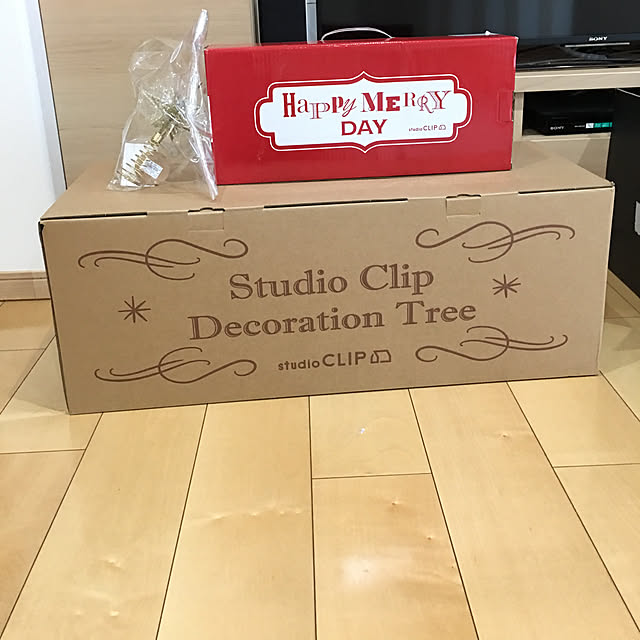 SONY
HAPPY MERRY
DAY
studio CLIP
SONY
Studio Clip
Decoration Tree
studio CLIP